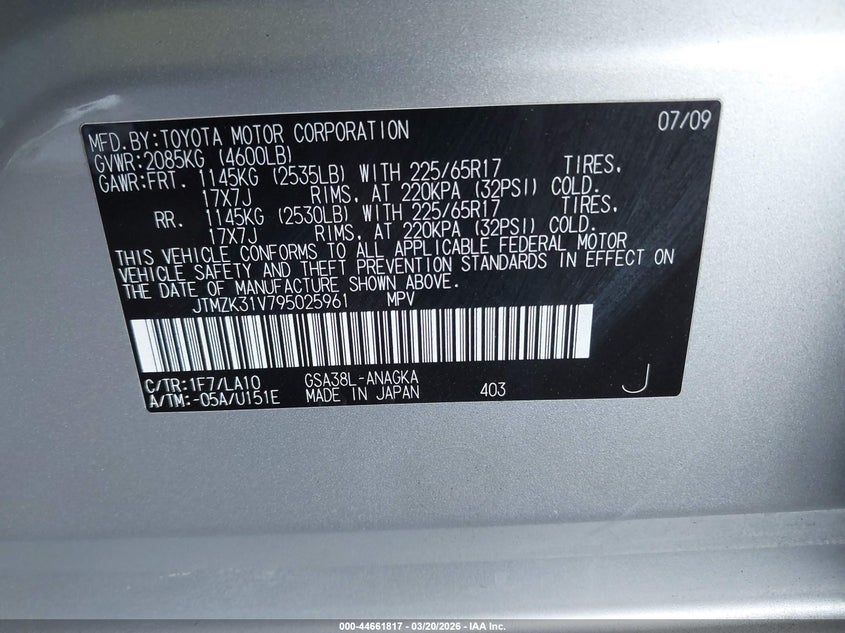 07/09
MFD.BY:TOYOTA MOTOR CORPORATION
GVWR:2085KG (4600LB)
GAWR:FRT. 1145KG (2535LB) WITH 225/65R17 TIRES,
17X7J RIMS, AT 220KPA (32PSI) COLD.
RR. 1145KG (2530LB) WITH 225/65R17 TIRES,
17X7J RIMS, AT 220KPA (32PSI) COLD.
THIS VEHICLE CONFORMS TO ALL APPLICABLE FEDERAL MOTOR
VEHICLE SAFETY AND THEFT PREVENTION STANDARDS IN EFFECT ON
THE DATE OF MANUFACTURE SHOWN ABOVE.
JTMZK31V795025961 MPV
C/TR:1F7/LA10 GSA38L-ANAGKA
A/TM:-05A/U151E MADE IN JAPAN 403 J
000-44661817 - 03/20/2026 - IAA Inc.